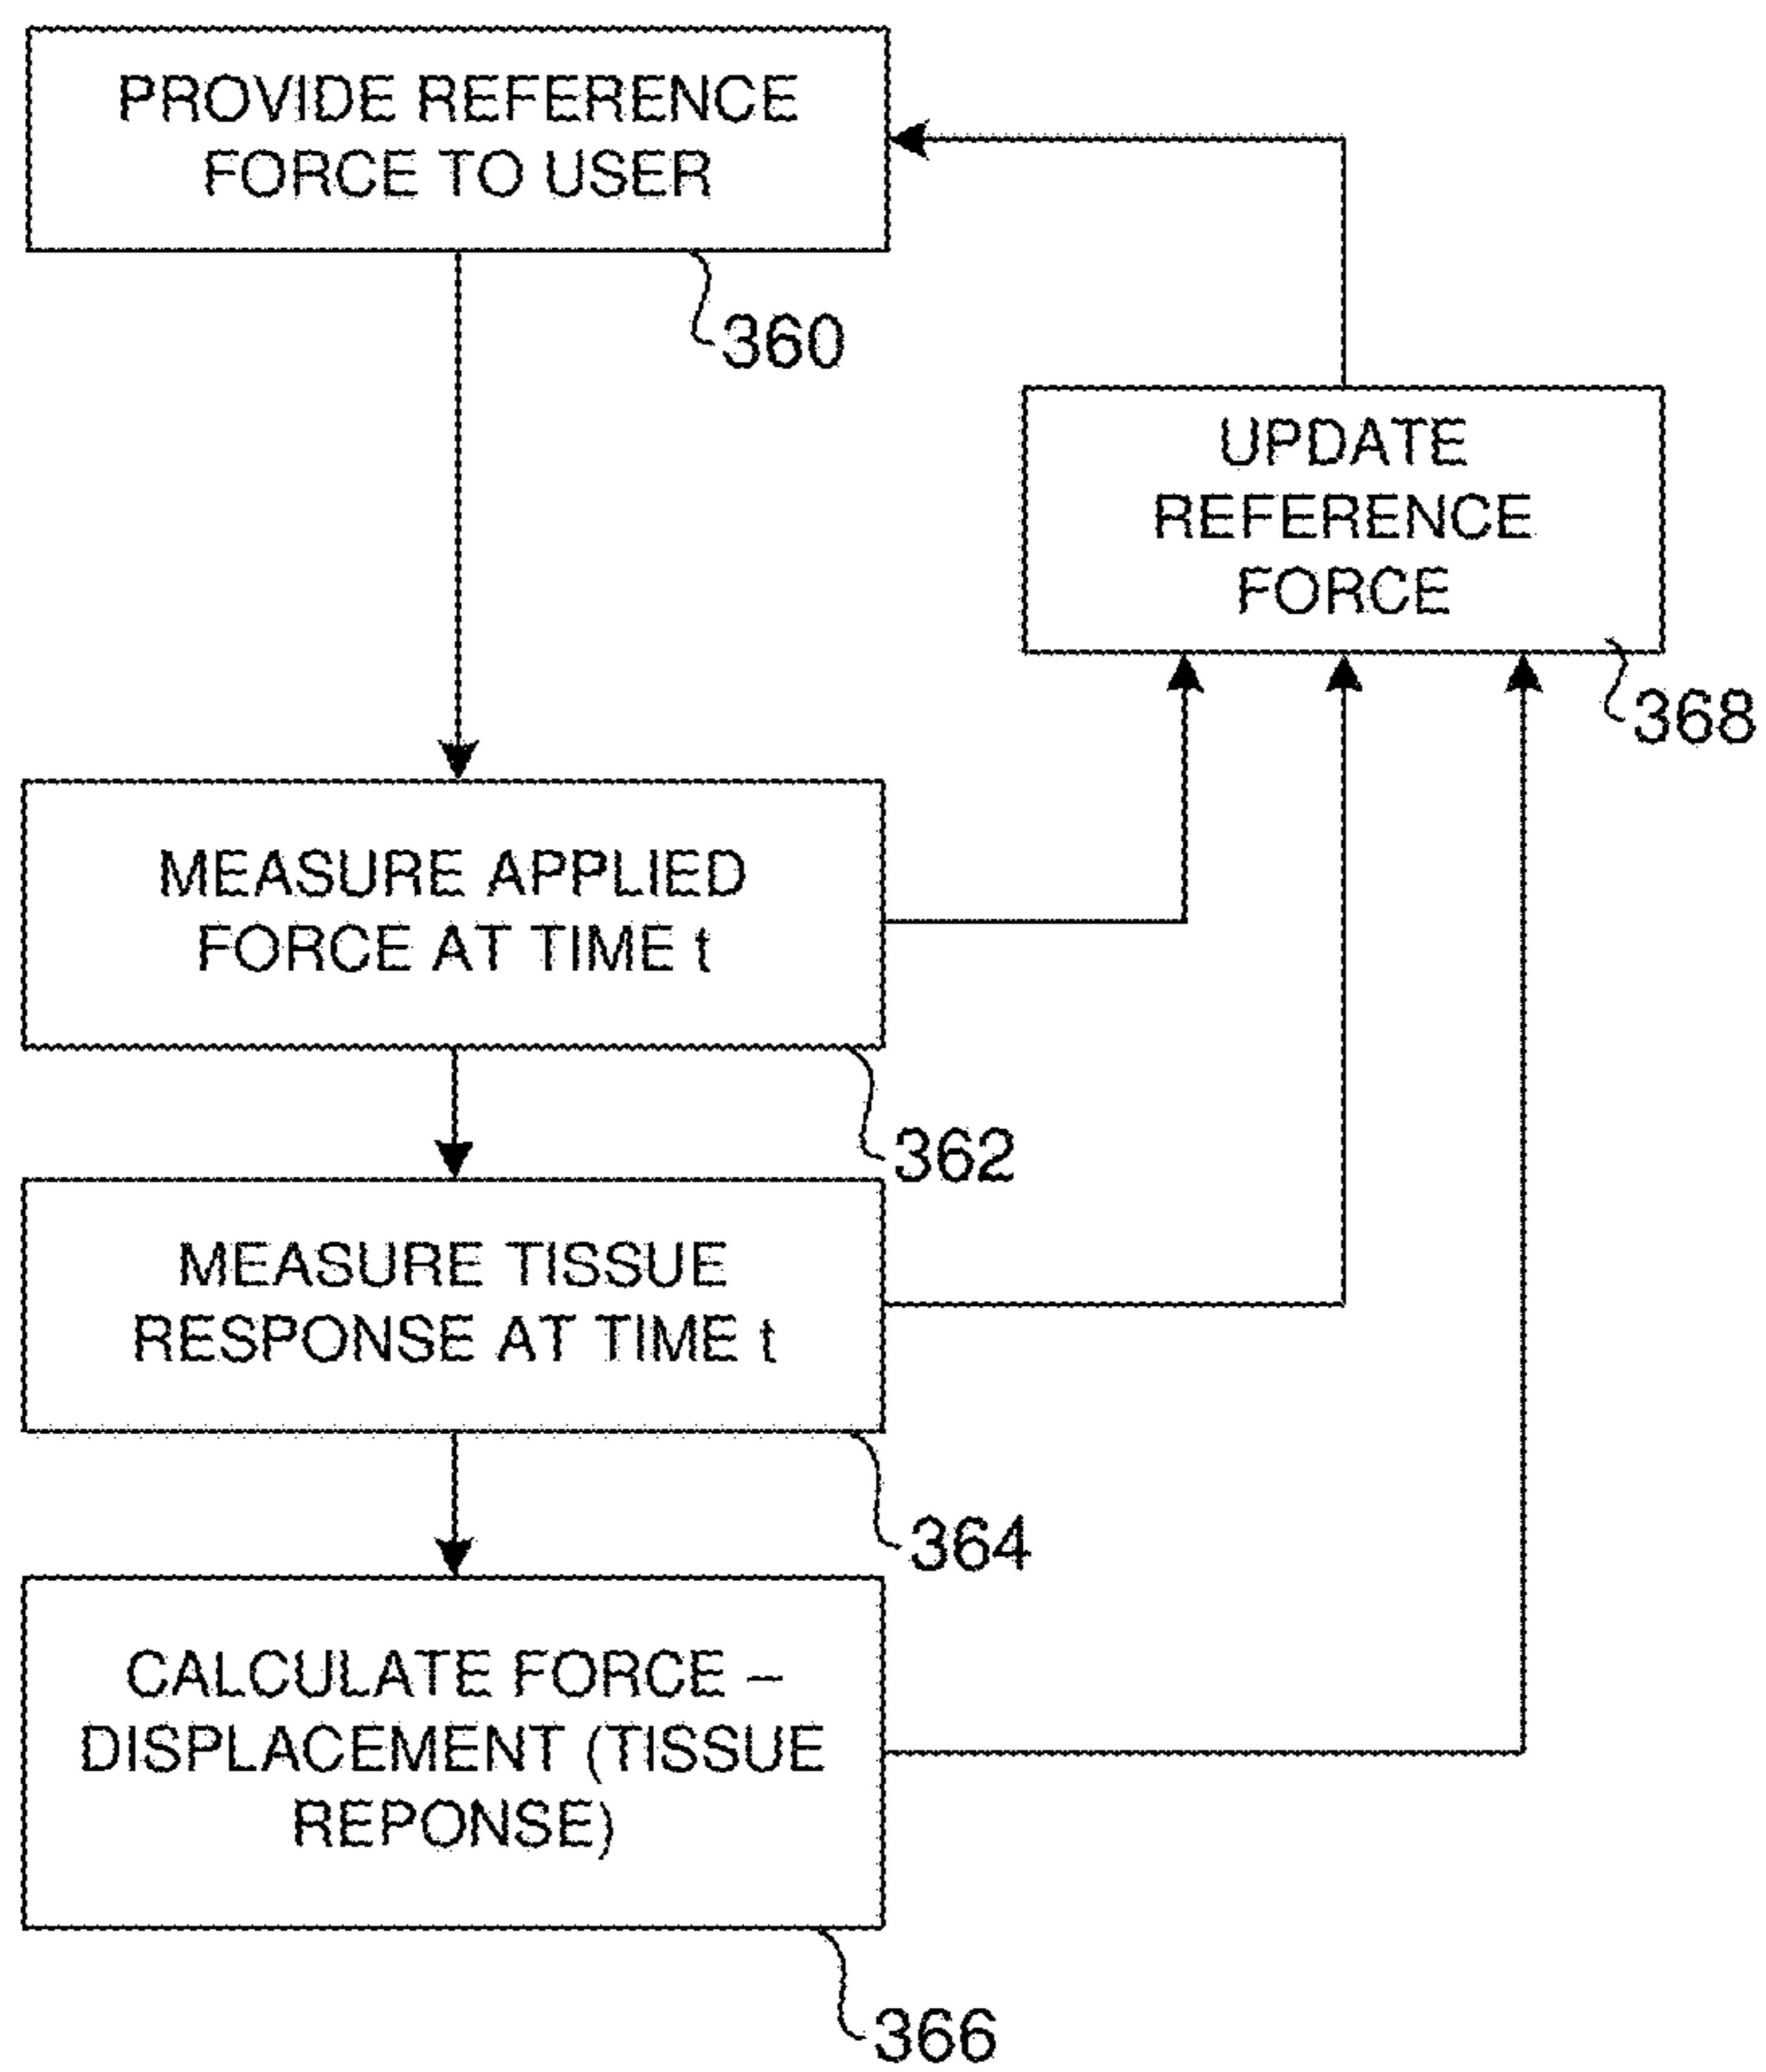 PROVIDE REFERENCE
FORCE TO USER
360
UPDATE
REFERENCE
FORCE
368
MEASURE APPLIED
FORCE AT TIME t
362
MEASURE TISSUE
RESPONSE AT TIME t
364
CALCULATE FORCE –
DISPLACEMENT (TISSUE
REPONSE)
366